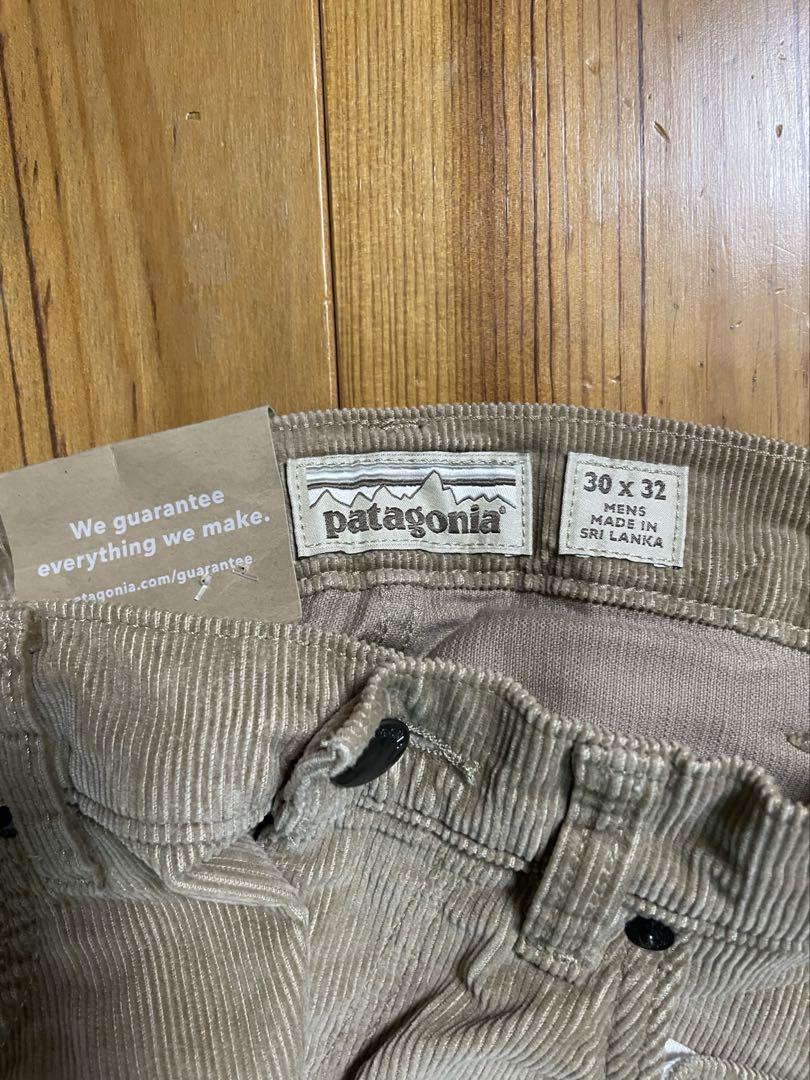 We guarantee
everything we make.
patagonia.com/guarantee
patagonia®
30 x 32
MENS
MADE IN
SRI LANKA